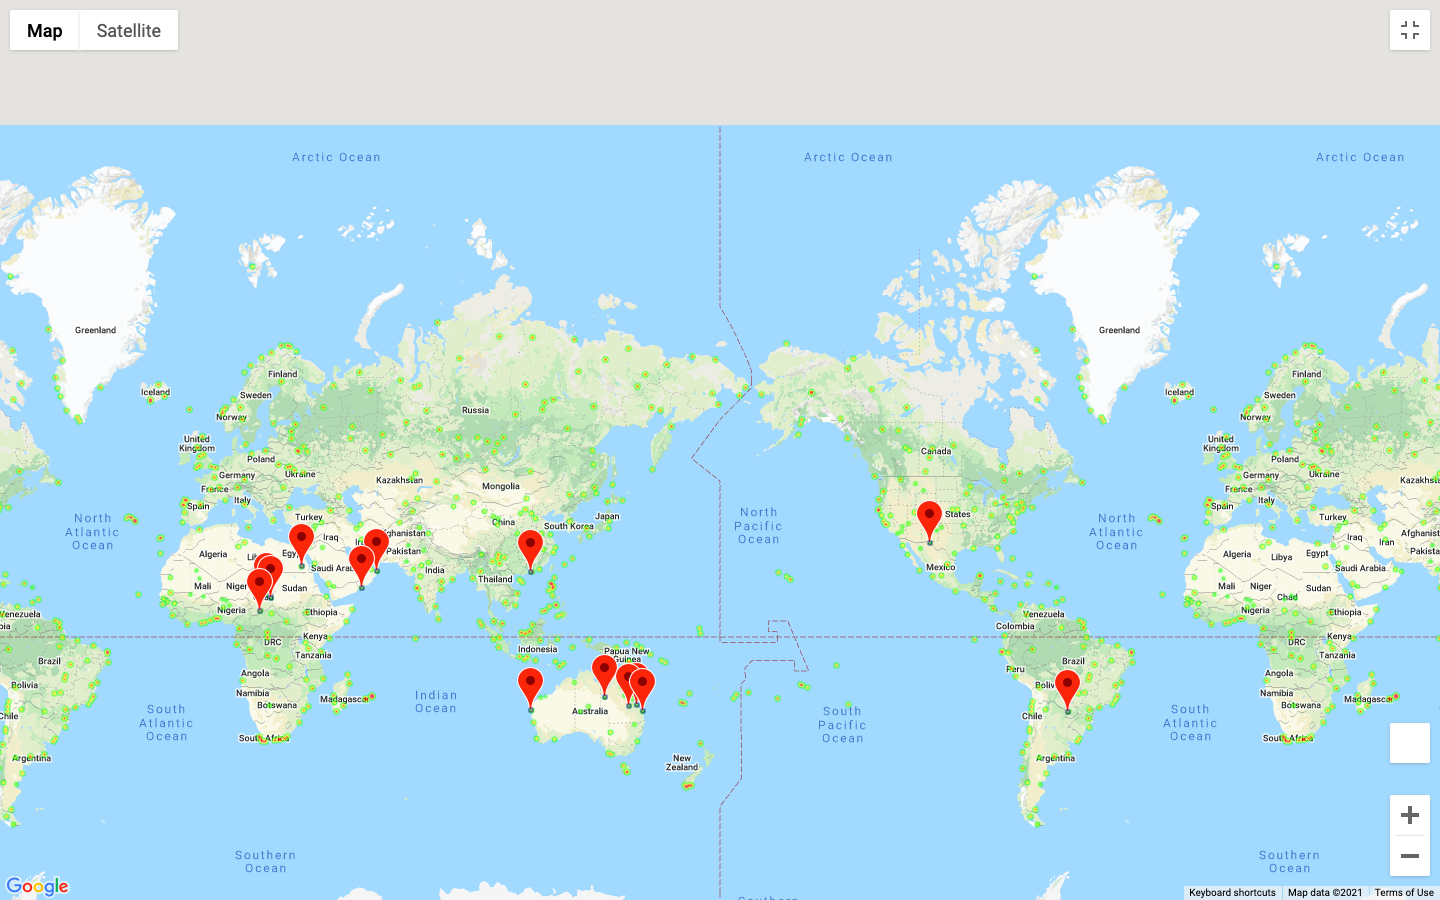 Map
Satellite
Arctic Ocean
Arctic Ocean
Arctic Ocean
Greenland
Greenland
Iceland
Finland
Sweden
Norway
Russia
United
Kingdom
Poland
Germany
Ukraine
France
Italy
Spain
Turkey
Kazakhstan
Mongolia
China
South Korea
Japan
Iraq
Afghanistan
Pakistan
Algeria
Saudi Arabia
Mali
Niger
Sudan
Nigeria
Ethiopia
India
Thailand
DRC
Kenya
Tanzania
Angola
Namibia
Botswana
Madagascar
South Africa
Indonesia
Papua New
Guinea
Australia
New
Zealand
North
Atlantic
Ocean
South
Atlantic
Ocean
Indian
Ocean
Southern
Ocean
Venezuela
Brazil
Bolivia
Chile
Argentina
North
Pacific
Ocean
South
Pacific
Ocean
Canada
States
Mexico
Venezuela
Colombia
Peru
Brazil
Chile
Argentina
North
Atlantic
Ocean
South
Atlantic
Ocean
Iceland
Finland
Sweden
Norway
United
Kingdom
Poland
Germany
Ukraine
France
Italy
Spain
Turkey
Iraq
Iran
Algeria
Libya
Egypt
Saudi Arabia
Mali
Niger
Chad
Sudan
Nigeria
Ethiopia
DRC
Kenya
Tanzania
Angola
Namibia
Botswana
Madagascar
South Africa
Southern
Ocean
Google
Keyboard shortcuts
Map data ©2021
Terms of Use